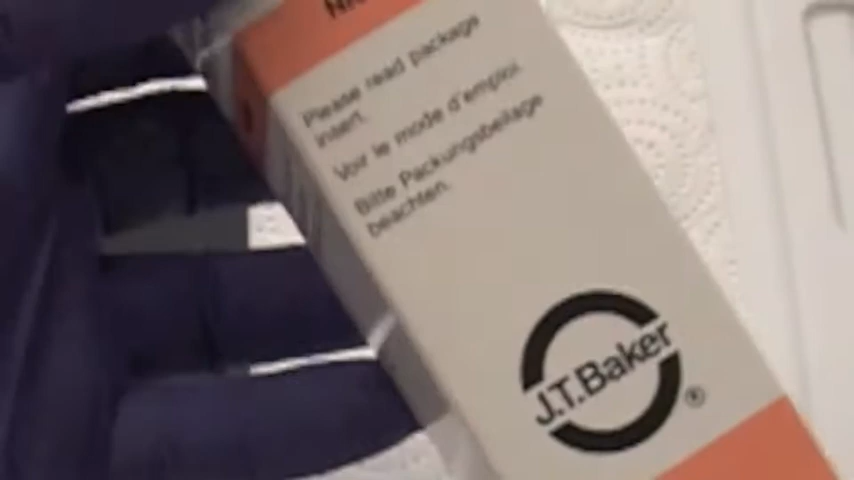 Please read package
insert.
Voir le mode d'emploi.
Bitte Packungsbeilage
beachten.
J.T.Baker
®